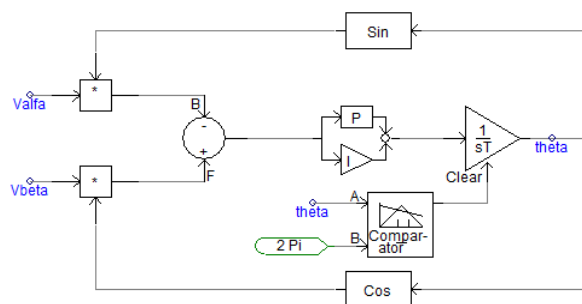 Sin
Valfa
*
B
-
+
F
P
I
1
sT
theta
Clear
Vbeta
*
theta
A
B
Compar-
ator
2 Pi
Cos